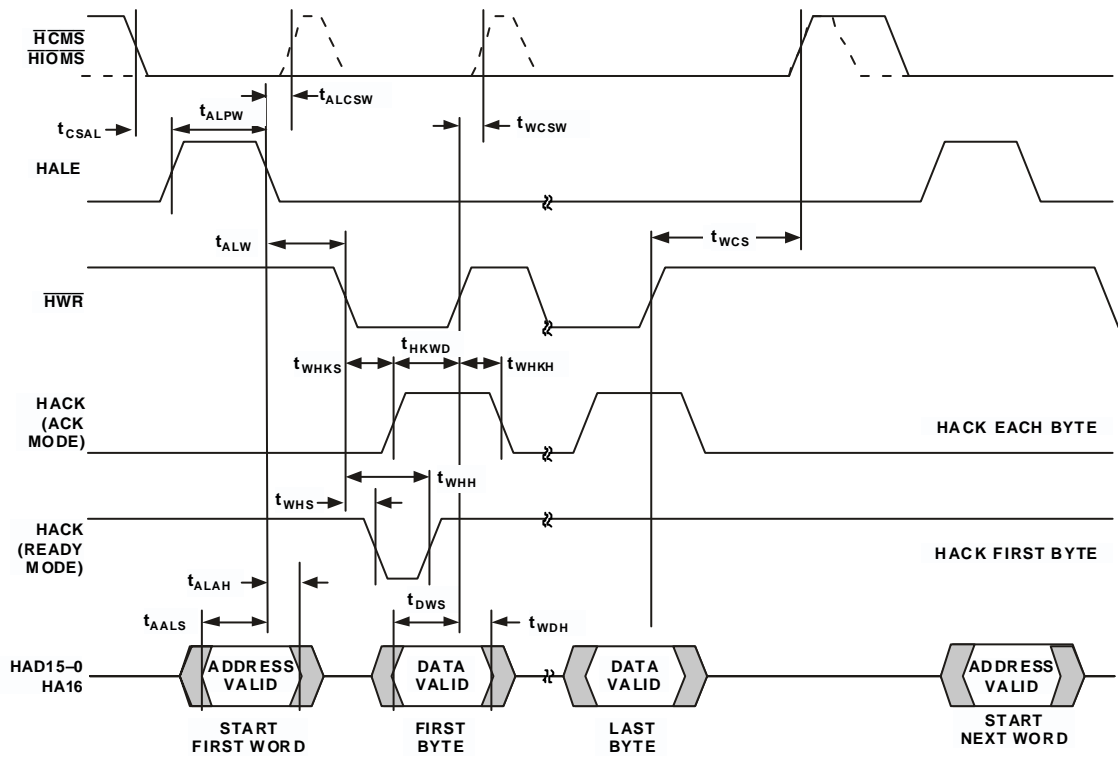 HCMS
HIOMS
tALCSW
tALPW
tCSAL
tWCSW
HALE
tALW
tWCS
HWR
tHKWD
tWHKS
tWHKH
HACK
(ACK
MODE)
HACK EACH BYTE
tWHH
tWHS
HACK
(READY
MODE)
HACK FIRST BYTE
tALAH
tDWS
tAALS
tWDH
HAD15–0
HA16
ADDRESS
VALID
DATA
VALID
DATA
VALID
ADDRESS
VALID
START
FIRST WORD
FIRST
BYTE
LAST
BYTE
START
NEXT WORD